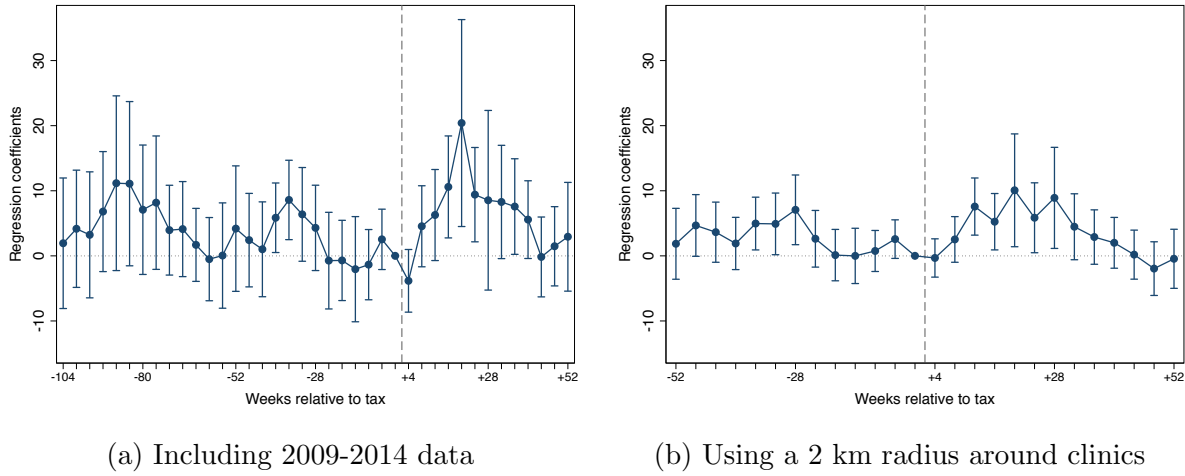 30
20
10
0
-10
Regression coefficients
-104 -80 -52 -28 +4 +28 +52
Weeks relative to tax
(a) Including 2009-2014 data
30
20
10
0
-10
Regression coefficients
-52 -28 +4 +28 +52
Weeks relative to tax
(b) Using a 2 km radius around clinics